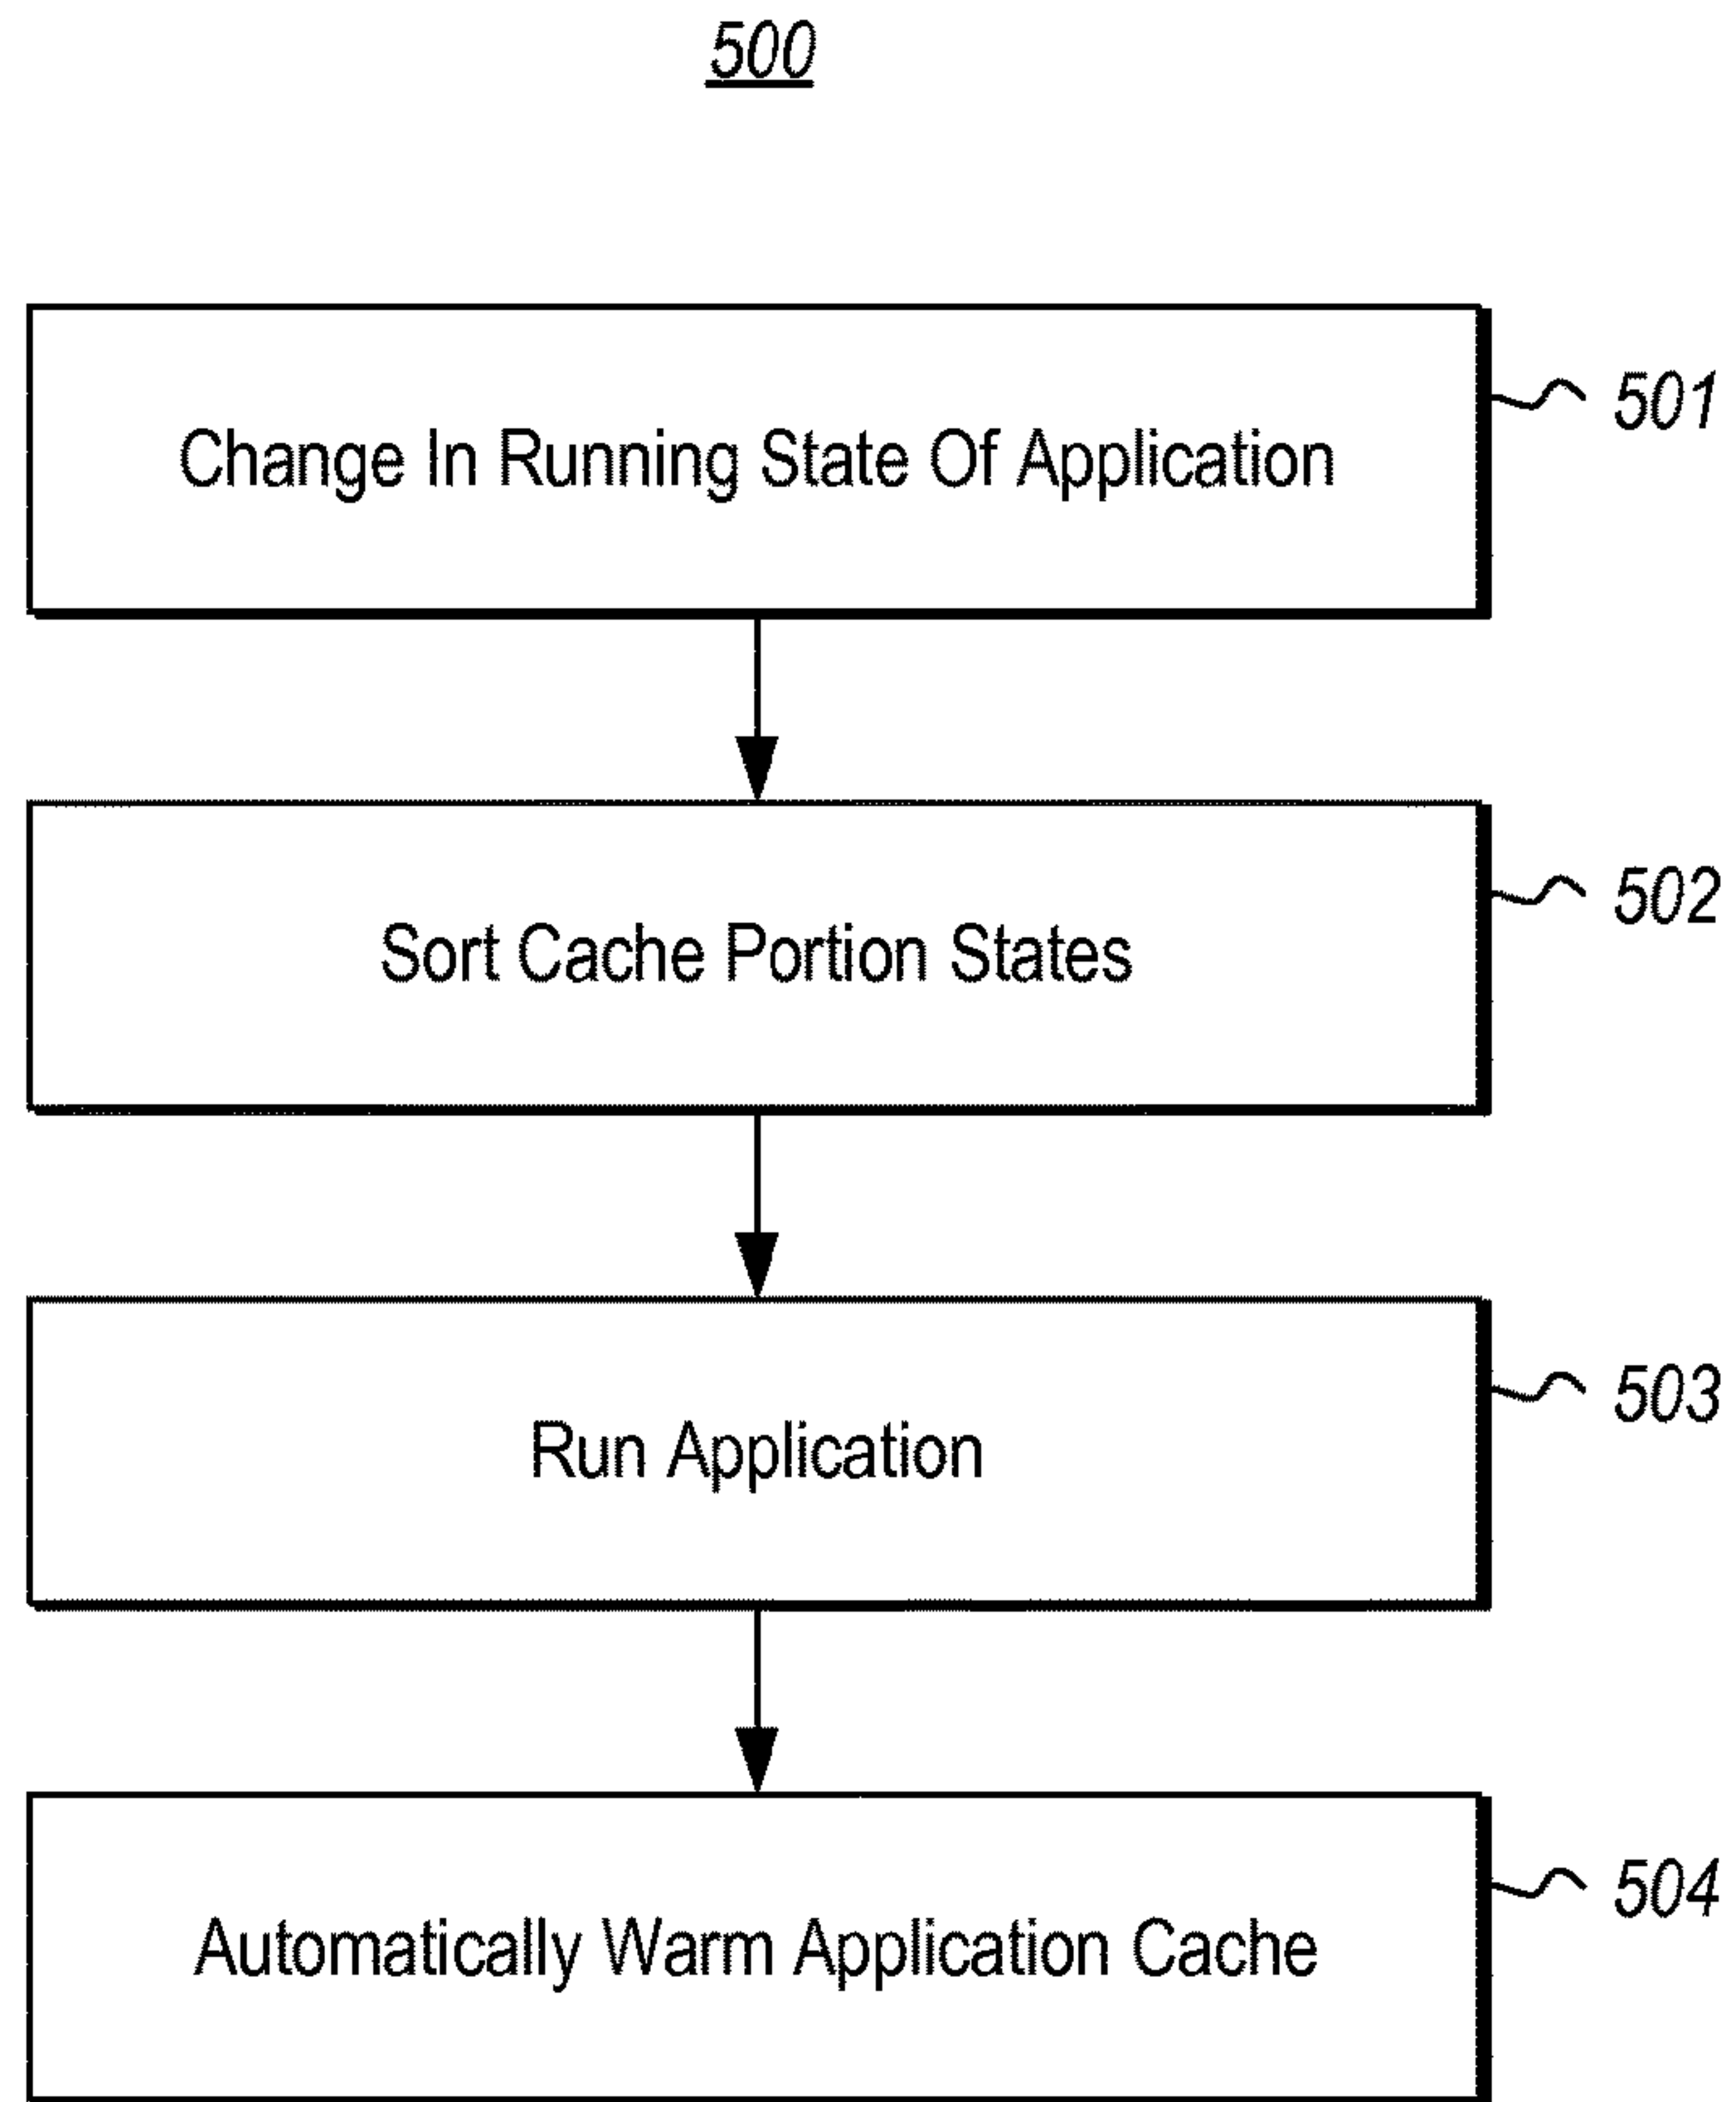 500
Change In Running State Of Application
501
Sort Cache Portion States
502
Run Application
503
Automatically Warm Application Cache
504